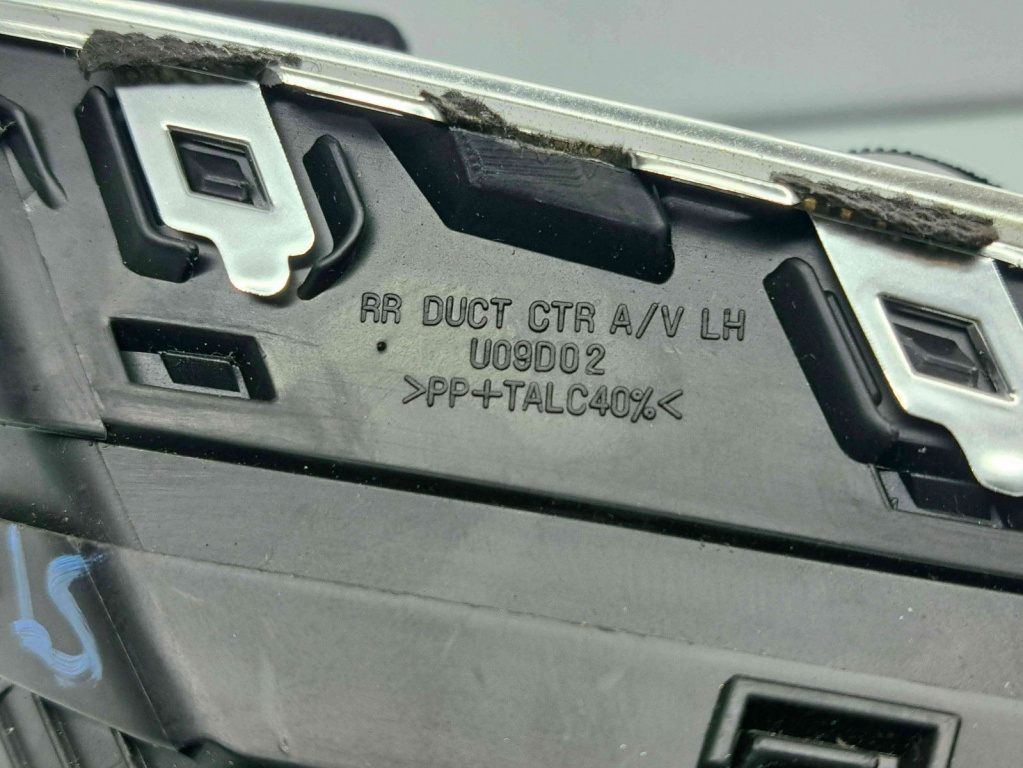 RR DUCT CTR A/V LH
U09D02
>PP+TALC40%<